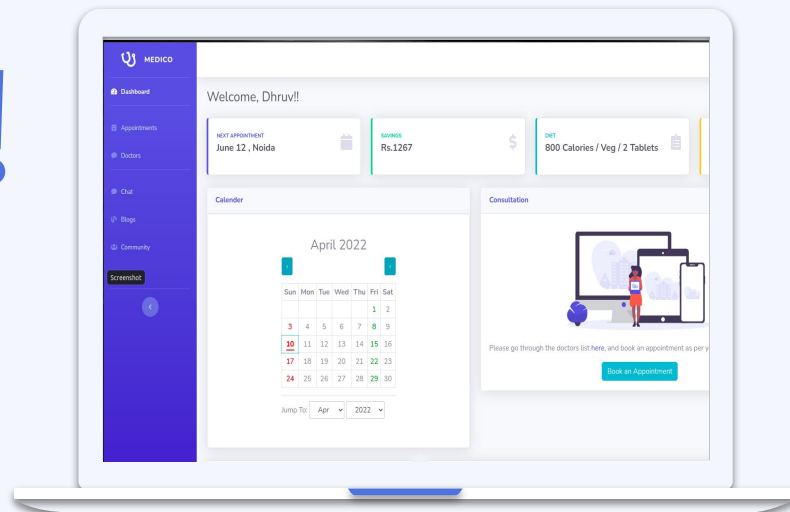 MEDICO
Dashboard
Appointments
Doctors
Chat
Blogs
Community
Screenshot
Welcome, Dhruv!!
NEXT APPOINTMENT
June 12 , Noida
SAVINGS
Rs.1267
$
DIET
800 Calories / Veg / 2 Tablets
Calender
April 2022
Sun Mon Tue Wed Thu Fri Sat
1 2
3 4 5 6 7 8 9
10 11 12 13 14 15 16
17 18 19 20 21 22 23
24 25 26 27 28 29 30
Jump To: Apr 2022
Consultation
Please go through the doctors list here, and book an appointment as per y
Book an Appointment
!